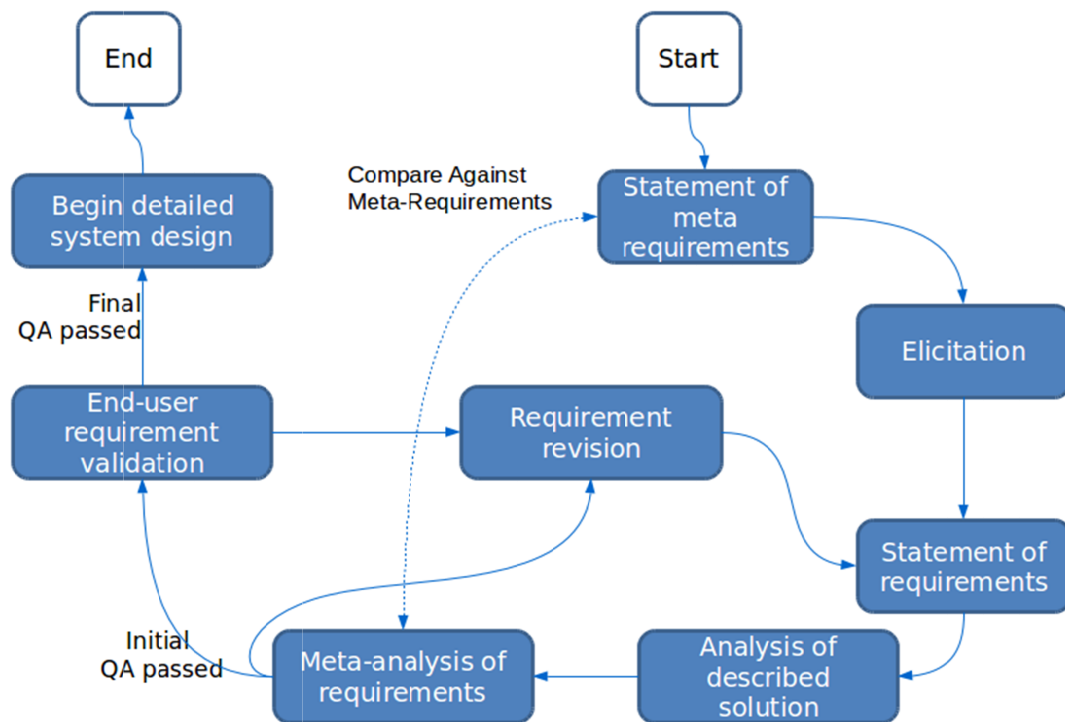 End
Start
Compare Against
Meta-Requirements
Statement of
meta
requirements
Begin detailed
system design
Final
QA passed
Elicitation
End-user
requirement
validation
Requirement
revision
Statement of
requirements
Initial
QA passed
Meta-analysis of
requirements
Analysis of
described
solution